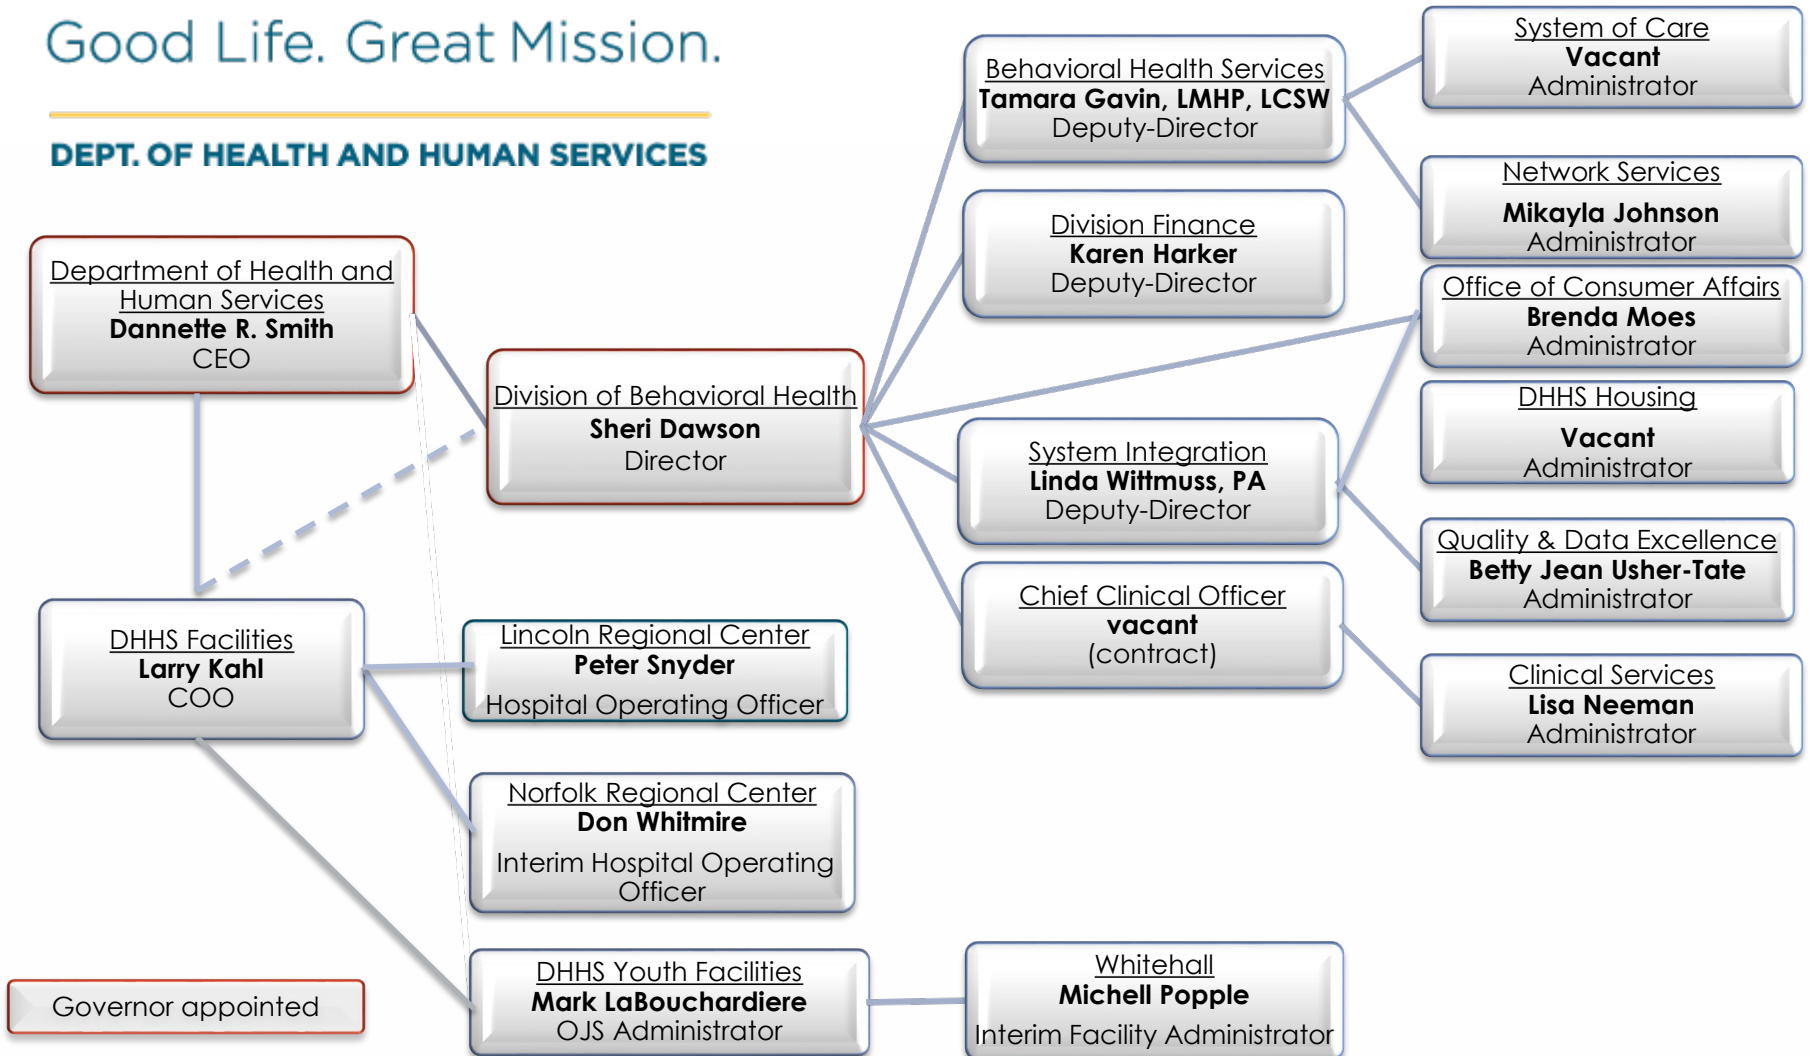 Good Life. Great Mission.
DEPT. OF HEALTH AND HUMAN SERVICES
Department of Health and
Human Services
Dannette R. Smith
CEO
Division of Behavioral Health
Sheri Dawson
Director
DHHS Facilities
Larry Kahl
COO
Lincoln Regional Center
Peter Snyder
Hospital Operating Officer
Norfolk Regional Center
Don Whitmire
Interim Hospital Operating
Officer
DHHS Youth Facilities
Mark LaBouchardiere
OJS Administrator
Whitehall
Michell Popple
Interim Facility Administrator
Governor appointed
Behavioral Health Services
Tamara Gavin, LMHP, LCSW
Deputy-Director
Division Finance
Karen Harker
Deputy-Director
System Integration
Linda Wittmuss, PA
Deputy-Director
Chief Clinical Officer
vacant
(contract)
System of Care
Vacant
Administrator
Network Services
Mikayla Johnson
Administrator
Office of Consumer Affairs
Brenda Moes
Administrator
DHHS Housing
Vacant
Administrator
Quality & Data Excellence
Betty Jean Usher-Tate
Administrator
Clinical Services
Lisa Neeman
Administrator